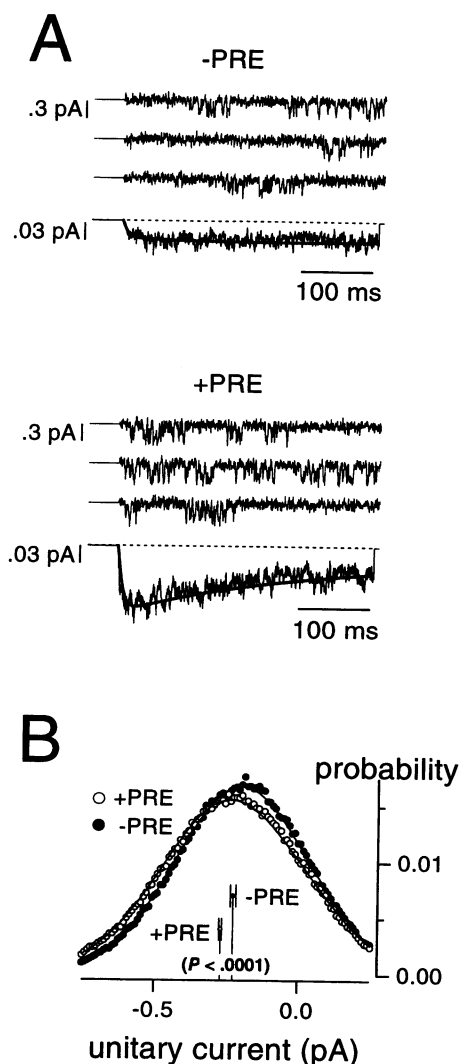 A
-PRE
.3 pA
.03 pA
100 ms
+PRE
.3 pA
.03 pA
100 ms
B
probability
+PRE
-PRE
0.01
-PRE
+PRE
(P < .0001)
0.00
-0.5 0.0
unitary current (pA)